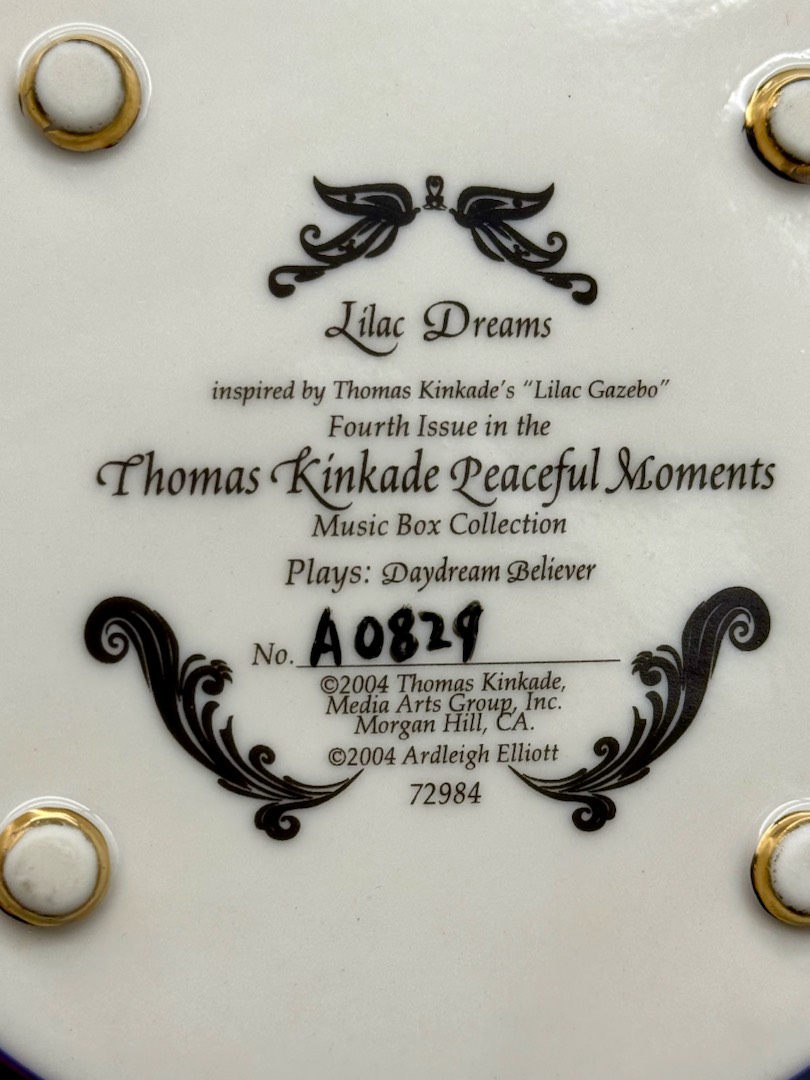 Lilac Dreams
inspired by Thomas Kinkade's “Lilac Gazebo”
Fourth Issue in the
Thomas Kinkade Peaceful Moments
Music Box Collection
Plays: Daydream Believer
No. A0829
©2004 Thomas Kinkade,
Media Arts Group, Inc.
Morgan Hill, CA.
©2004 Ardleigh Elliott
72984